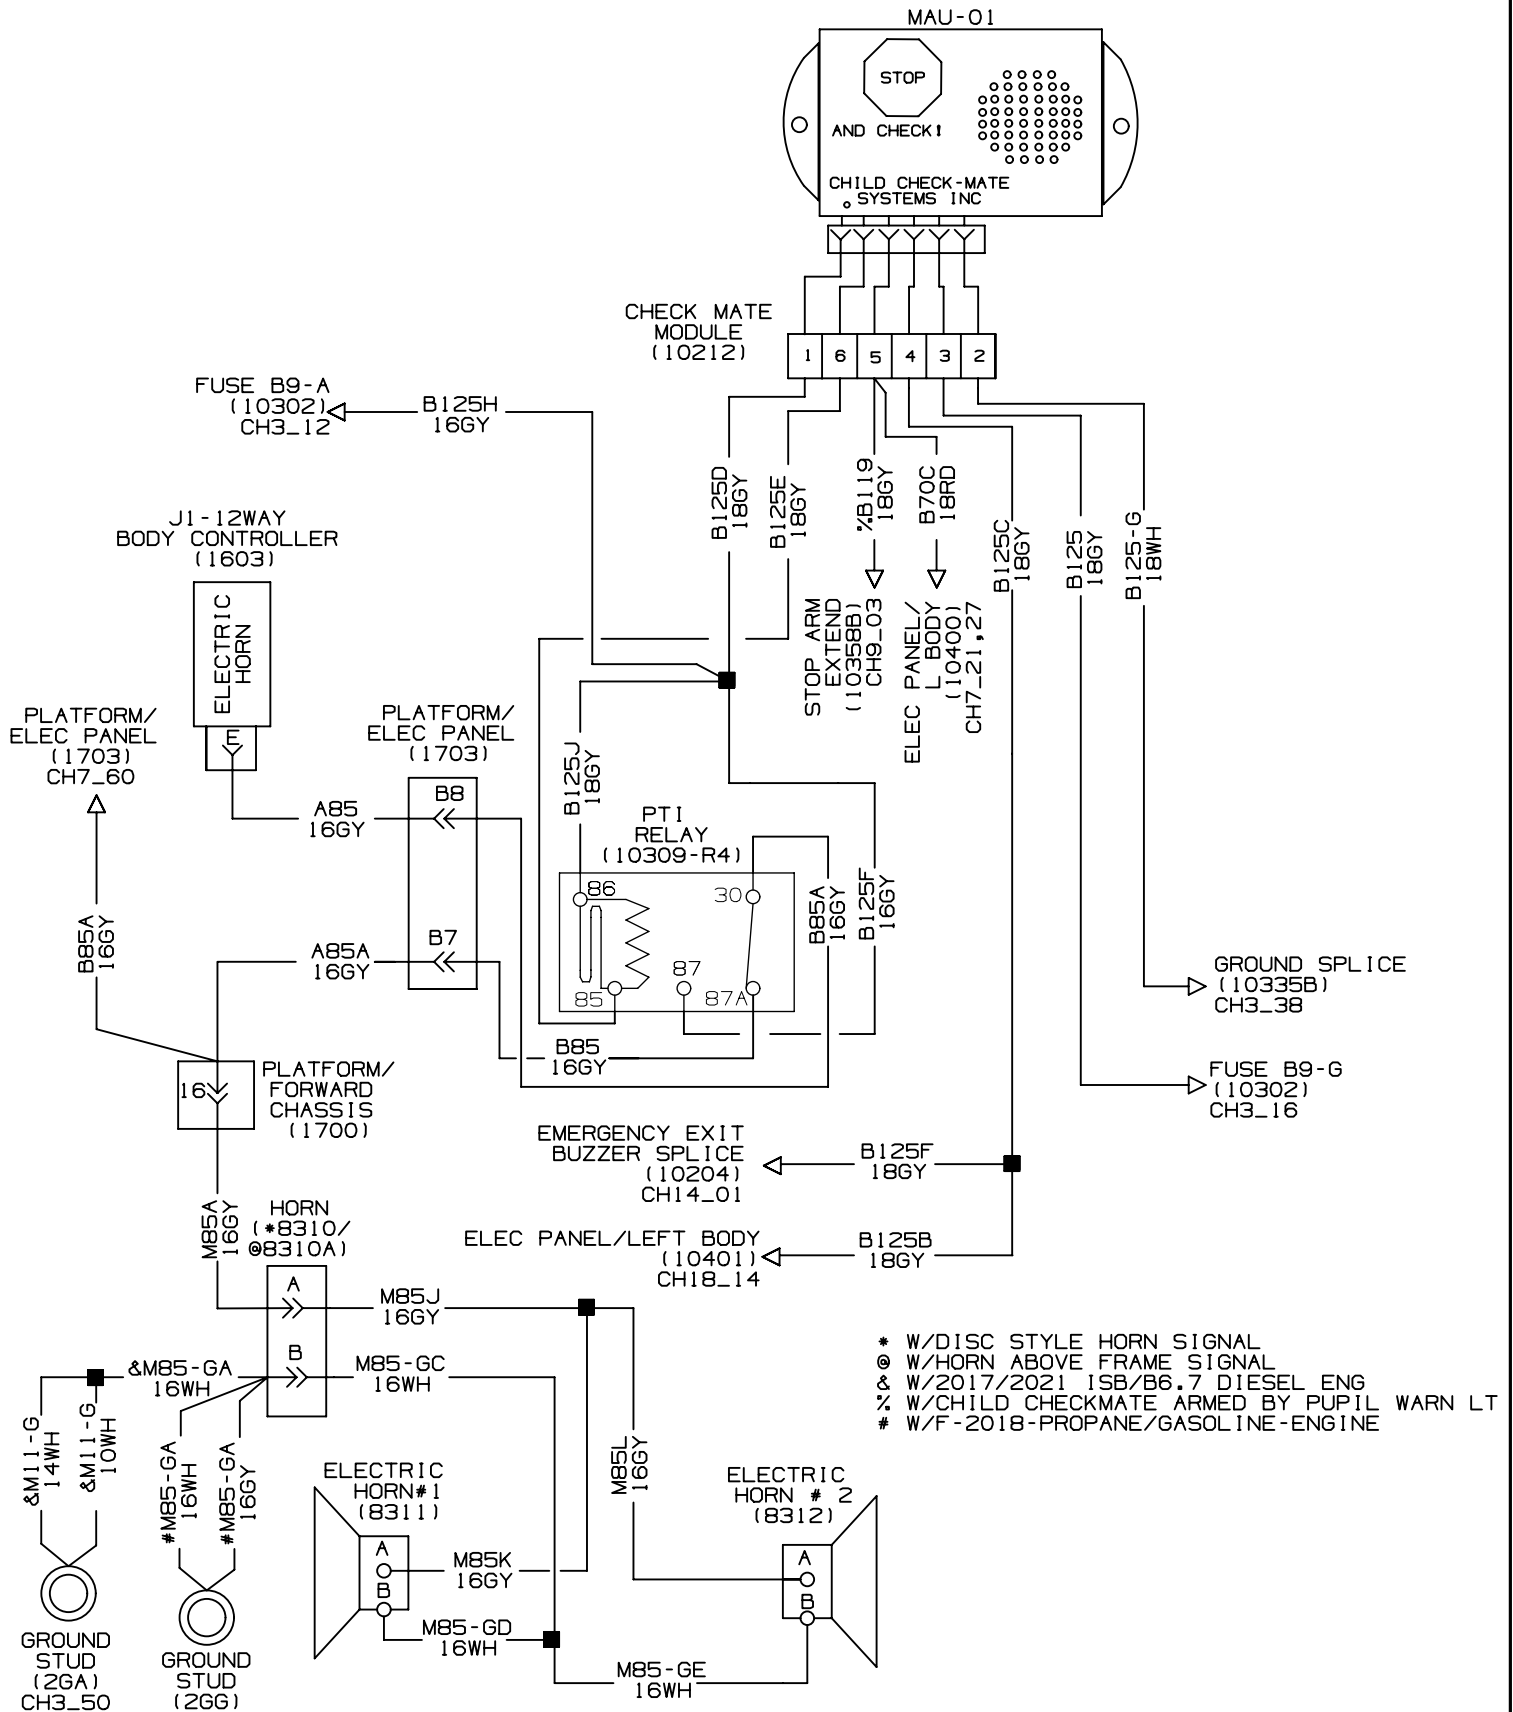 MAU-01
STOP
AND CHECK!
CHILD CHECK-MATE
SYSTEMS INC
CHECK MATE
MODULE
(10212)
1 6 5 4 3 2
FUSE B9-A
(10302)
CH3_12
B125H
16GY
B125D
18GY
B125E
18GY
%B119
18GY
B70C
18RD
B125C
18GY
B125
18GY
B125-G
18WH
STOP ARM
EXTEND
(10358B)
CH9_03
ELEC PANEL/
L BODY
(10400)
CH7_21,27
J1-12WAY
BODY CONTROLLER
(1603)
ELECTRIC
HORN
E
PLATFORM/
ELEC PANEL
(1703)
CH7_60
PLATFORM/
ELEC PANEL
(1703)
B8
B7
A85
16GY
A85A
16GY
B85A
16GY
B125J
18GY
PTI
RELAY
(10309-R4)
86
30
85
87
87A
B85A
16GY
B125F
16GY
B85
16GY
GROUND SPLICE
(10335B)
CH3_38
FUSE B9-G
(10302)
CH3_16
16
PLATFORM/
FORWARD
CHASSIS
(1700)
EMERGENCY EXIT
BUZZER SPLICE
(10204)
CH14_01
B125F
18GY
ELEC PANEL/LEFT BODY
(10401)
CH18_14
B125B
18GY
M85A
16GY
HORN
(*8310/
@8310A)
A
B
M85J
16GY
M85-GC
16WH
&M85-GA
16WH
&M11-G
14WH
&M11-G
10WH
#M85-GA
16WH
#M85-GA
16GY
GROUND
STUD
(2GA)
CH3_50
GROUND
STUD
(2GG)
ELECTRIC
HORN#1
(8311)
A
B
M85K
16GY
M85-GD
16WH
M85L
16GY
M85-GE
16WH
ELECTRIC
HORN # 2
(8312)
A
B
* W/DISC STYLE HORN SIGNAL
@ W/HORN ABOVE FRAME SIGNAL
& W/2017/2021 ISB/B6.7 DIESEL ENG
% W/CHILD CHECKMATE ARMED BY PUPIL WARN LT
# W/F-2018-PROPANE/GASOLINE-ENGINE